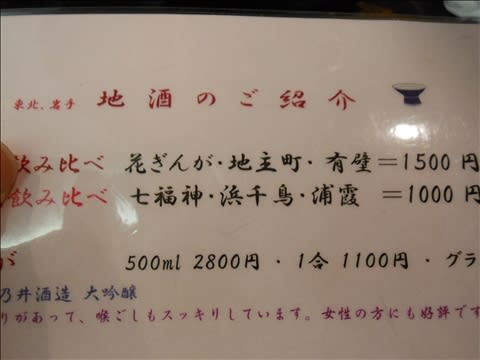 東北、岩手 地酒のご紹介
飲み比べ 花ぎんが・地主町・有壁＝1500円
飲み比べ 七福神・浜千鳥・浦霞 ＝1000円
が 500ml 2800円 · 1合 1100円 · グラ
乃井酒造 大吟醸
りがあって、喉ごしもスッキリしています。女性の方にも好評です